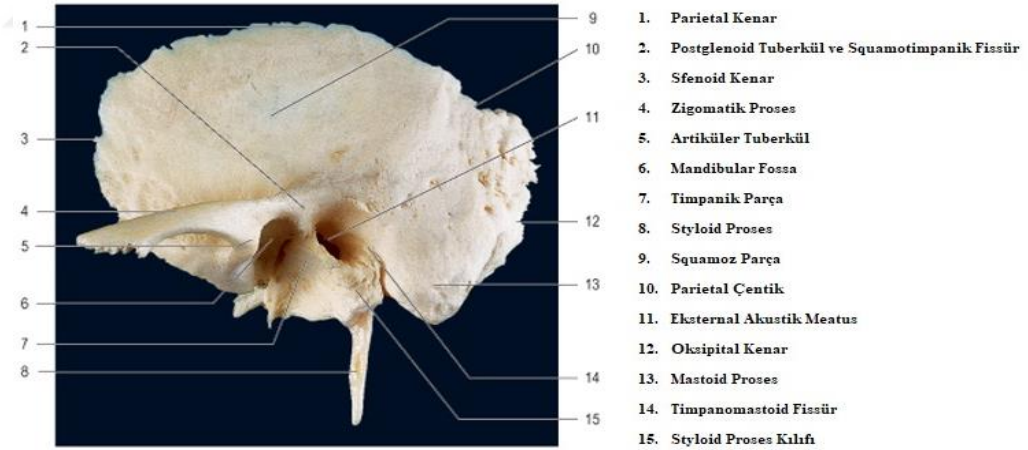 1
2
3
4
5
6
7
8
9
10
11
12
13
14
15
1. Parietal Kenar
2. Postglenoid Tuberkül ve Squamotimpanik Fissür
3. Sfenoid Kenar
4. Zigomatik Proses
5. Artiküler Tuberkül
6. Mandibular Fossa
7. Timpanik Parça
8. Styloid Proses
9. Squamoz Parça
10. Parietal Çentik
11. Eksternal Akustik Meatus
12. Oksipital Kenar
13. Mastoid Proses
14. Timpanomastoid Fissür
15. Styloid Proses Kılıfı